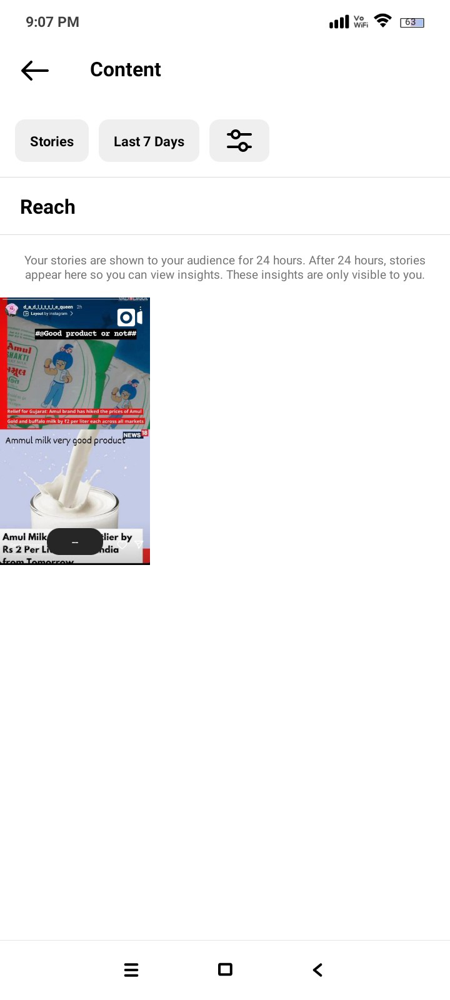 9:07 PM
Vo
WiFi
63
Content
Stories
Last 7 Days
Reach
Your stories are shown to your audience for 24 hours. After 24 hours, stories
appear here so you can view insights. These insights are only visible to you.
d_a_d_l_i_t_t_l_e_queen 2h
Layout by instagram >
#@Good product or not##
Amul
SHAKTI
અમૂલ
Relief for Gujarat: Amul brand has hiked the prices of Amul
Gold and buffalo milk by ₹2 per liter each across all markets
NEWS 18
Ammul milk very good product
Amul Milk lier by
Rs 2 Per Li ndia
from Tomorrow
--